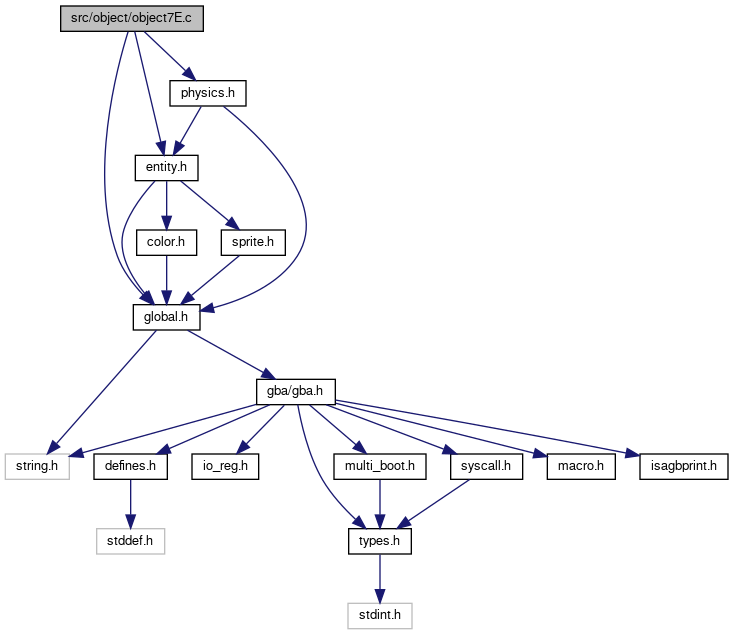 src/object/object7E.c
physics.h
entity.h
color.h
sprite.h
global.h
gba/gba.h
string.h
defines.h
io_reg.h
multi_boot.h
syscall.h
macro.h
isagbprint.h
stddef.h
types.h
stdint.h